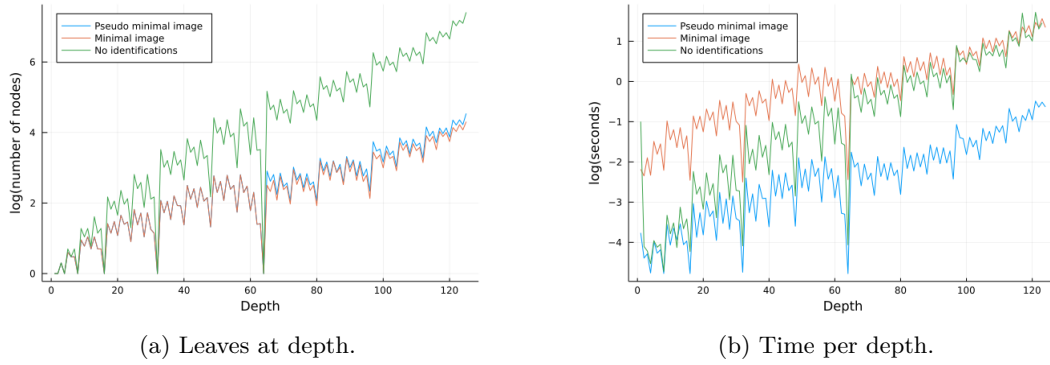 Pseudo minimal image
Minimal image
No identifications
log(number of nodes)
6
4
2
0
0
20
40
60
80
100
120
Depth
(a) Leaves at depth.
Pseudo minimal image
Minimal image
No identifications
log(seconds)
1
0
−1
−2
−3
−4
0
20
40
60
80
100
120
Depth
(b) Time per depth.